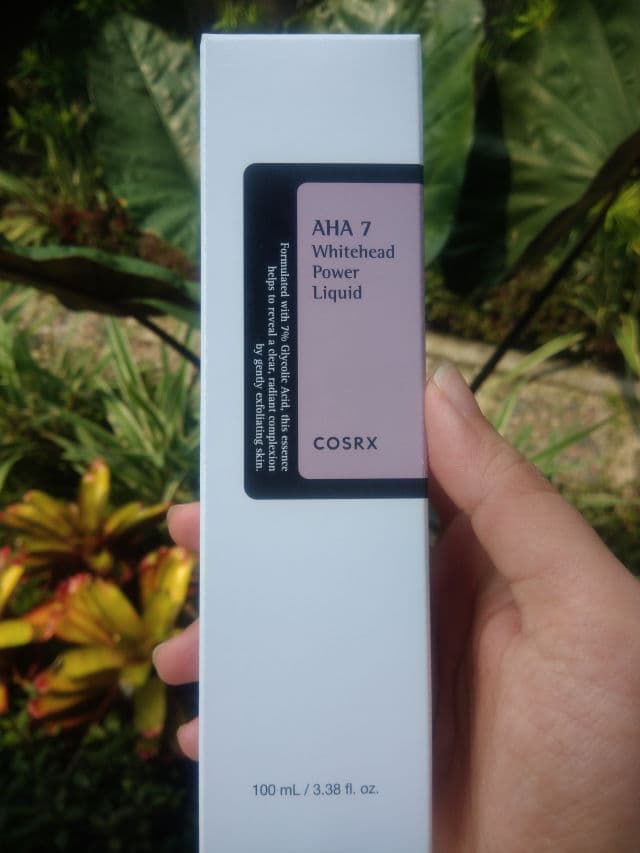 AHA 7
Whitehead
Power
Liquid
COSRX
Formulated with 7% Glycolic Acid, this essence
helps to reveal a clear, radiant complexion
by gently exfoliating skin.
100 mL / 3.38 fl. oz.